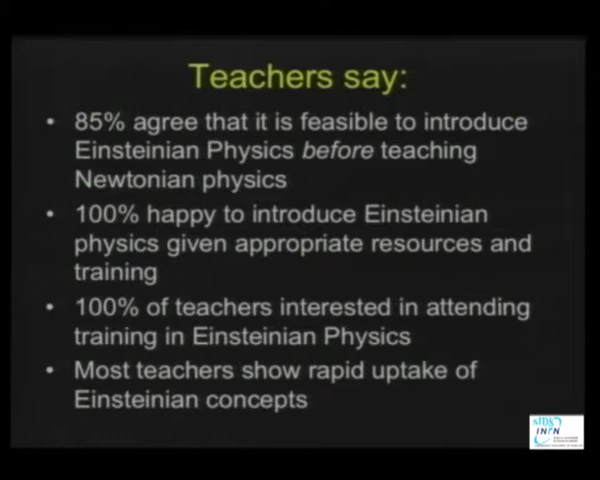 Teachers say:
• 85% agree that it is feasible to introduce
Einsteinian Physics before teaching
Newtonian physics
• 100% happy to introduce Einsteinian
physics given appropriate resources and
training
• 100% of teachers interested in attending
training in Einsteinian Physics
• Most teachers show rapid uptake of
Einsteinian concepts
INFN